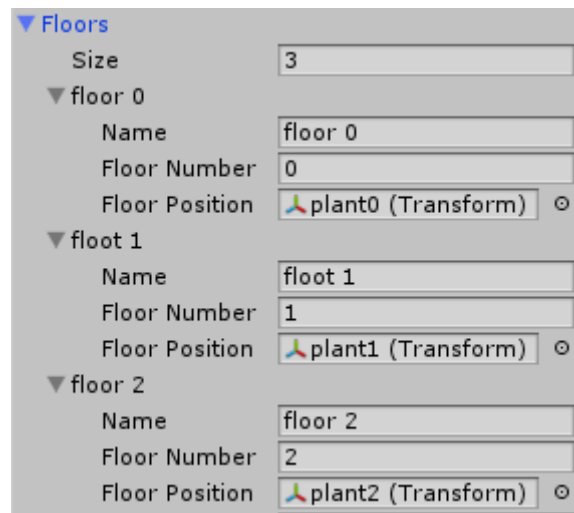 Floors
Size 3
floor 0
Name floor 0
Floor Number 0
Floor Position plant0 (Transform)
floot 1
Name floot 1
Floor Number 1
Floor Position plant1 (Transform)
floor 2
Name floor 2
Floor Number 2
Floor Position plant2 (Transform)